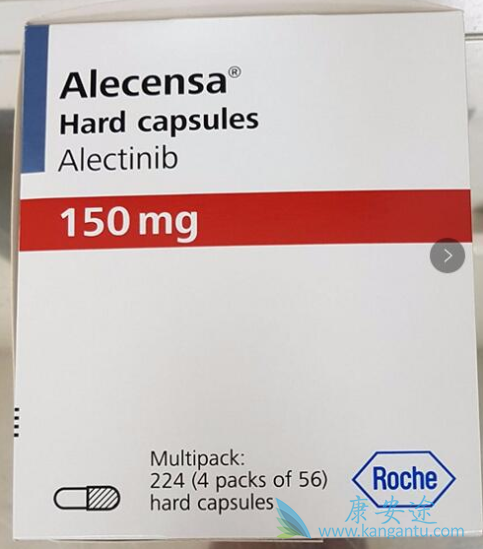 Alecensa®
Hard capsules
Alectinib
150 mg
Multipack:
224 (4 packs of 56)
hard capsules
Roche
康安途
www.kangantu.com